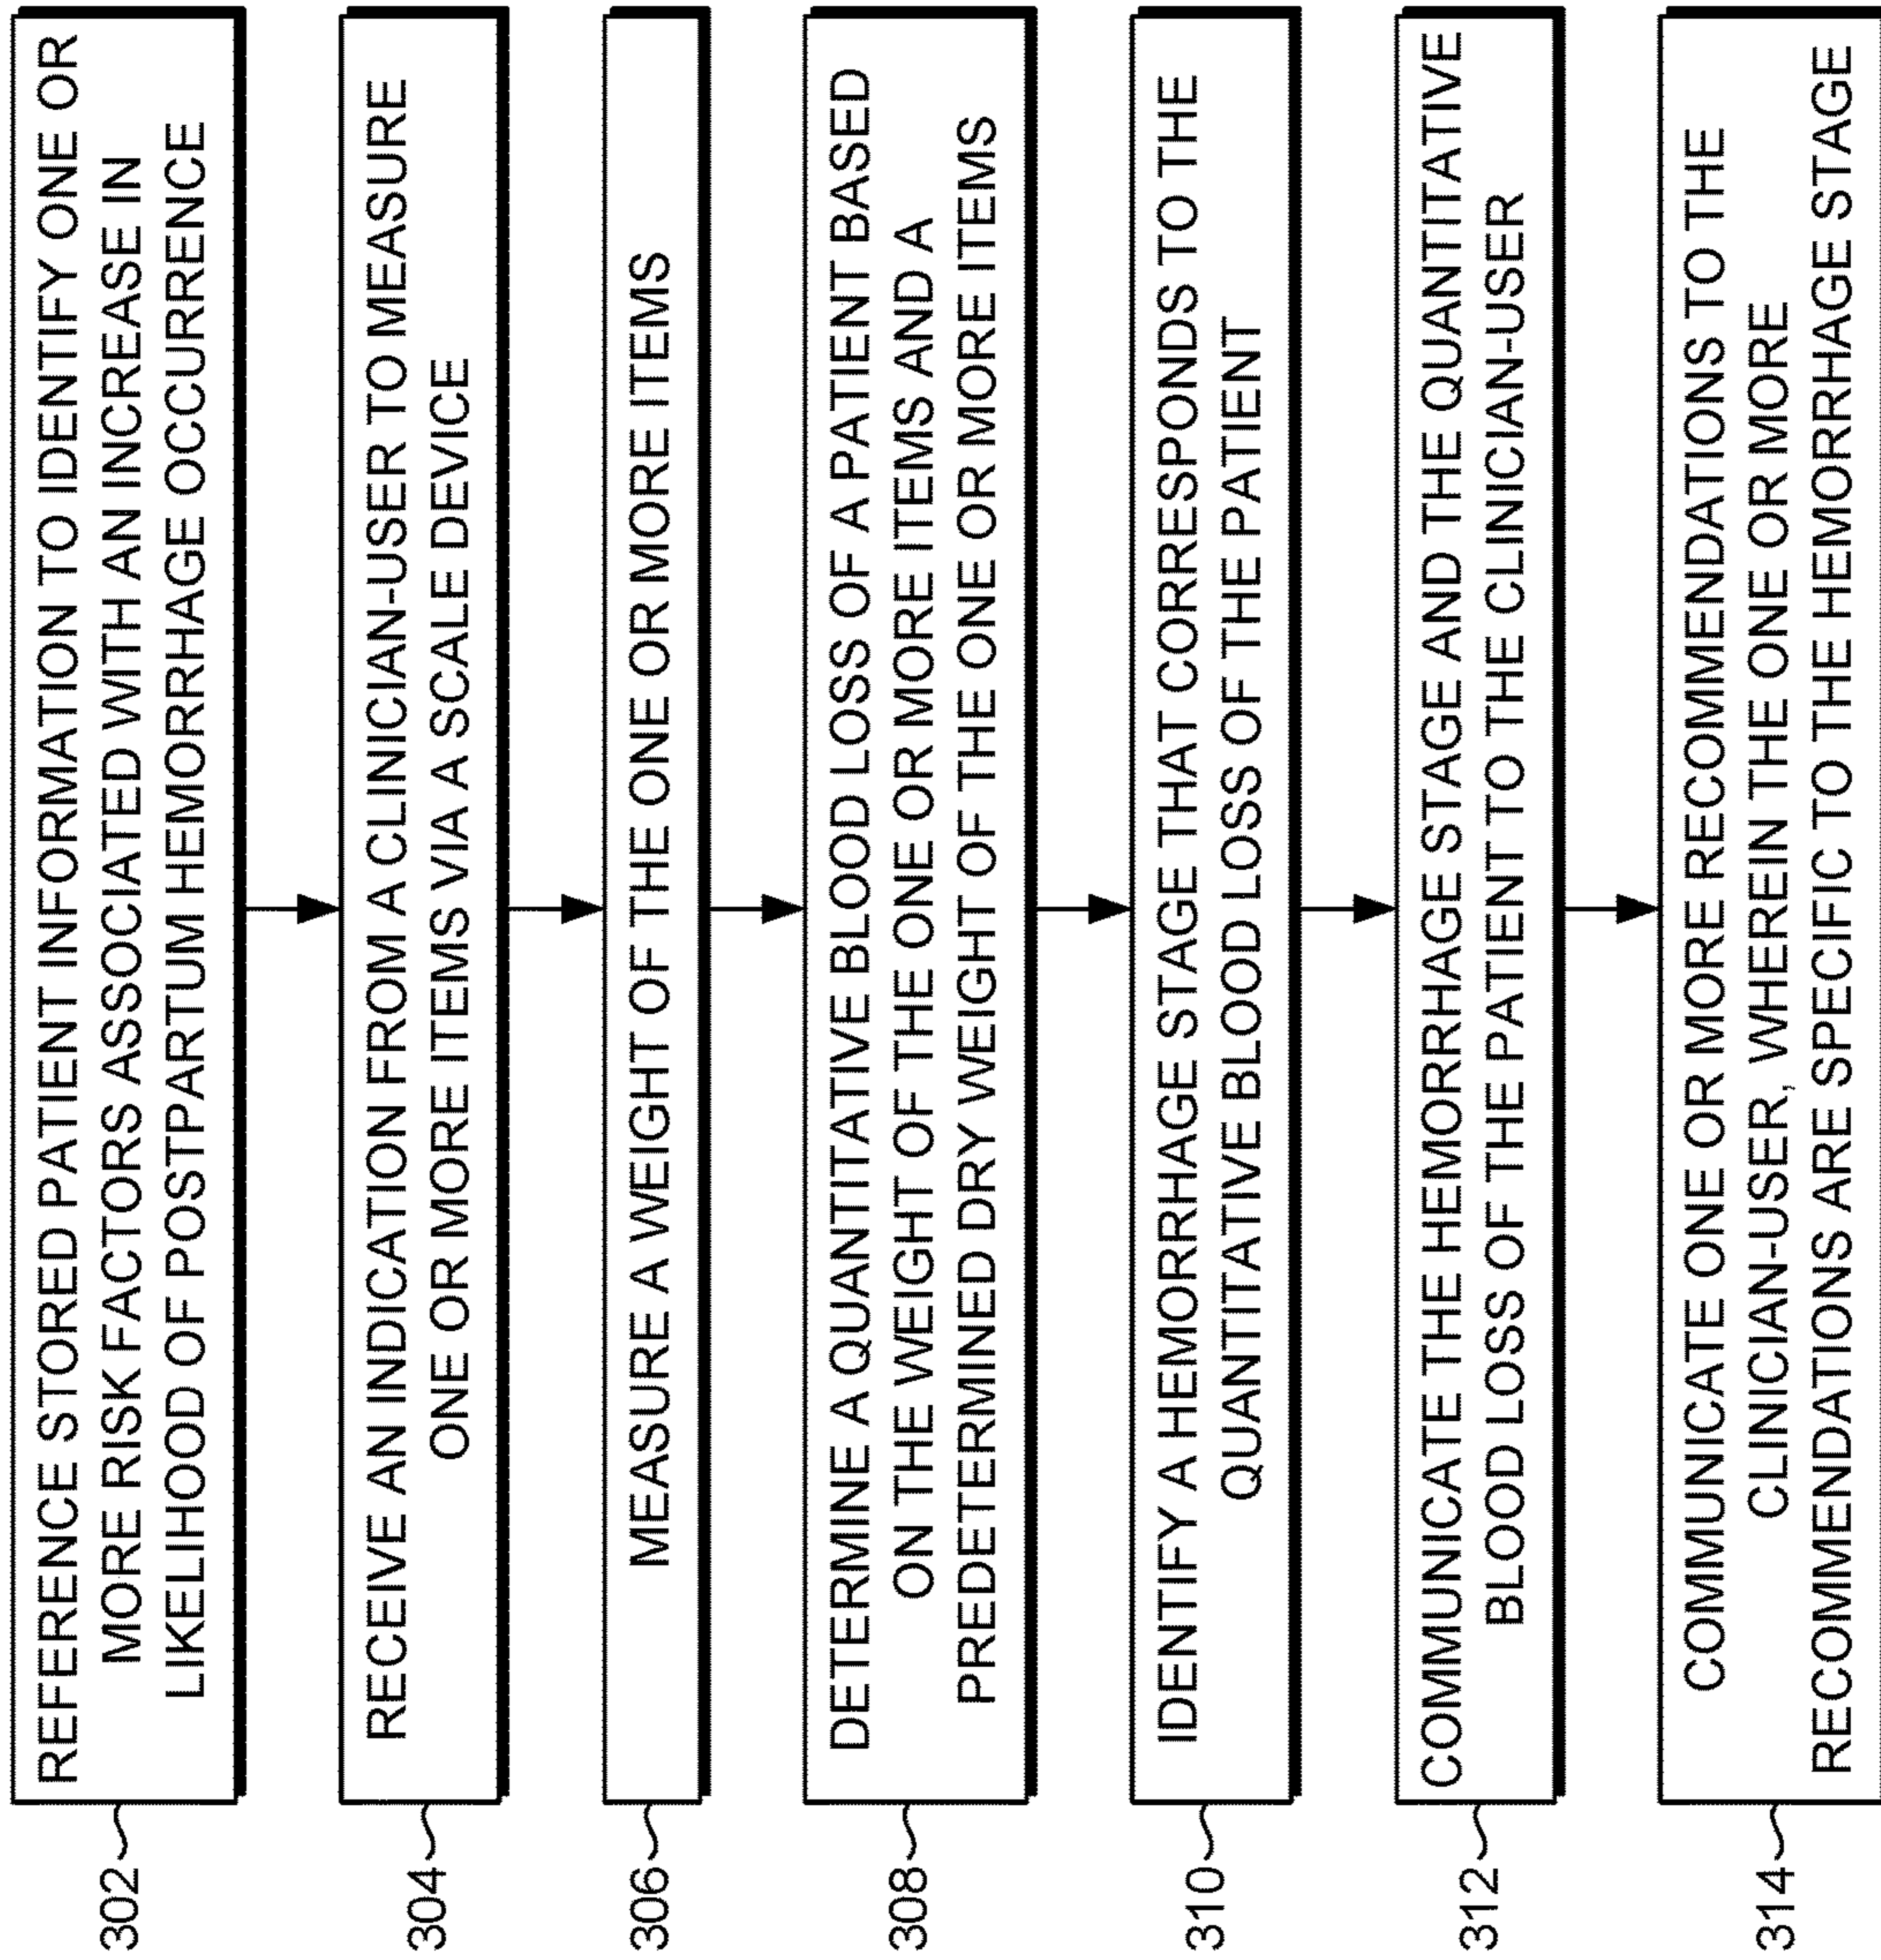 302
REFERENCE STORED PATIENT INFORMATION TO IDENTIFY ONE OR
MORE RISK FACTORS ASSOCIATED WITH AN INCREASE IN
LIKELIHOOD OF POSTPARTUM HEMORRHAGE OCCURRENCE
304
RECEIVE AN INDICATION FROM A CLINICIAN-USER TO MEASURE
ONE OR MORE ITEMS VIA A SCALE DEVICE
306
MEASURE A WEIGHT OF THE ONE OR MORE ITEMS
308
DETERMINE A QUANTITATIVE BLOOD LOSS OF A PATIENT BASED
ON THE WEIGHT OF THE ONE OR MORE ITEMS AND A
PREDETERMINED DRY WEIGHT OF THE ONE OR MORE ITEMS
310
IDENTIFY A HEMORRHAGE STAGE THAT CORRESPONDS TO THE
QUANTITATIVE BLOOD LOSS OF THE PATIENT
312
COMMUNICATE THE HEMORRHAGE STAGE AND THE QUANTITATIVE
BLOOD LOSS OF THE PATIENT TO THE CLINICIAN-USER
314
COMMUNICATE ONE OR MORE RECOMMENDATIONS TO THE
CLINICIAN-USER, WHEREIN THE ONE OR MORE
RECOMMENDATIONS ARE SPECIFIC TO THE HEMORRHAGE STAGE